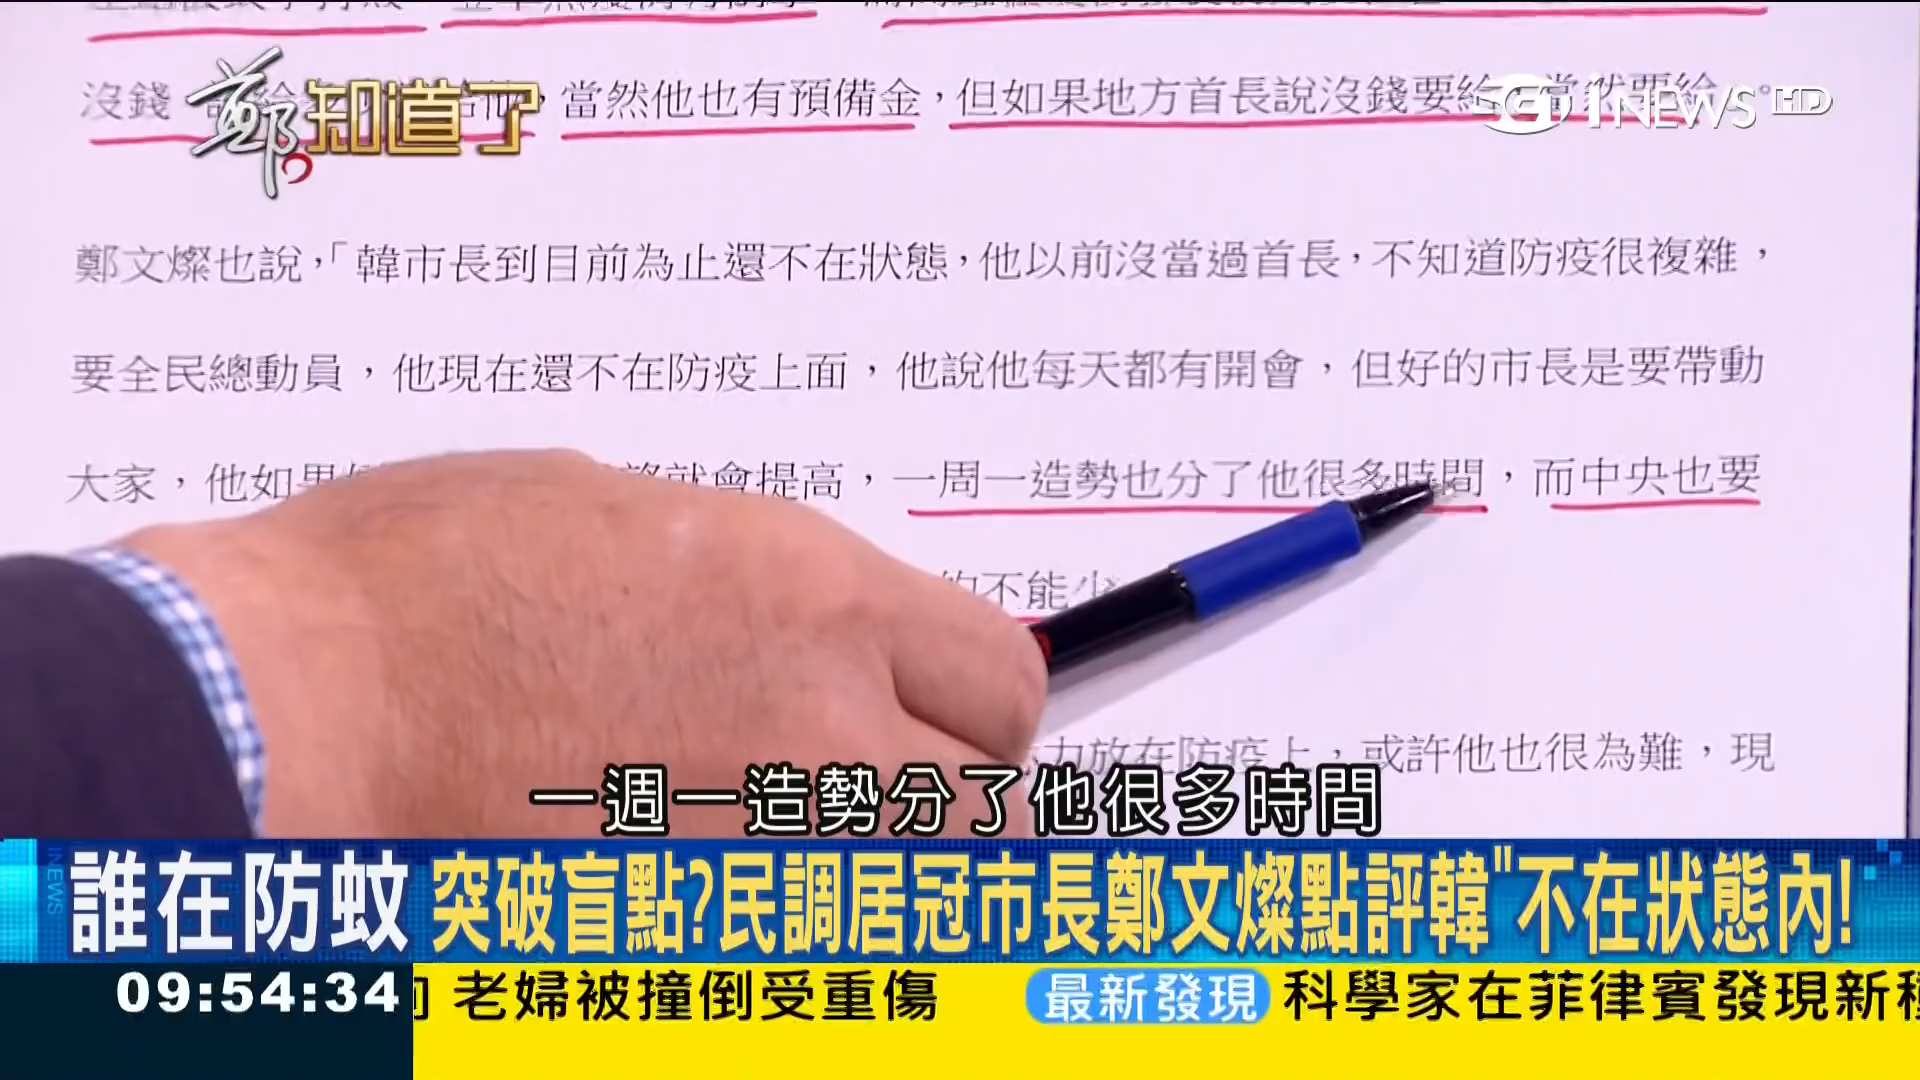 沒錢
當然他也有預備金，但如果地方首長說沒錢要給，當然要給。
鄭知道了
GTV iNEWS HD
鄭文燦也說，「韓市長到目前為止還不在狀態，他以前沒當過首長，不知道防疫很複雜，
要全民總動員，他現在還不在防疫上面，他說他每天都有開會，但好的市長是要帶動
大家，他如果 就會提高，一周一造勢也分了他很多時間，而中央也要
的不能少
力放在防疫上，或許他也很為難，現
一週一造勢分了他很多時間
iNEWS
誰在防蚊 突破盲點?民調居冠市長鄭文燦點評韓"不在狀態內!
09:54:34 老婦被撞倒受重傷 最新發現 科學家在菲律賓發現新種